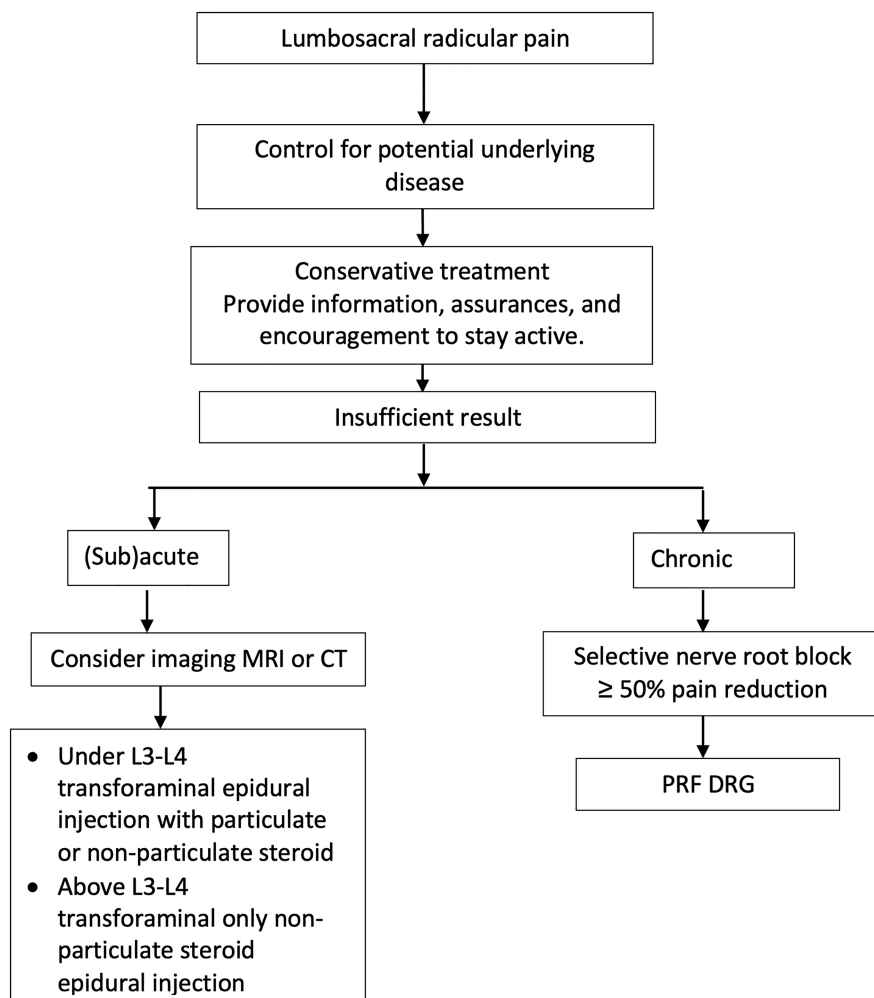 Lumbosacral radicular pain
Control for potential underlying
disease
Conservative treatment
Provide information, assurances, and
encouragement to stay active.
Insufficient result
(Sub)acute
Chronic
Consider imaging MRI or CT
Selective nerve root block
≥ 50% pain reduction
PRF DRG
• Under L3-L4
transforaminal epidural
injection with particulate
or non-particulate steroid
• Above L3-L4
transforaminal only non-
particulate steroid
epidural injection